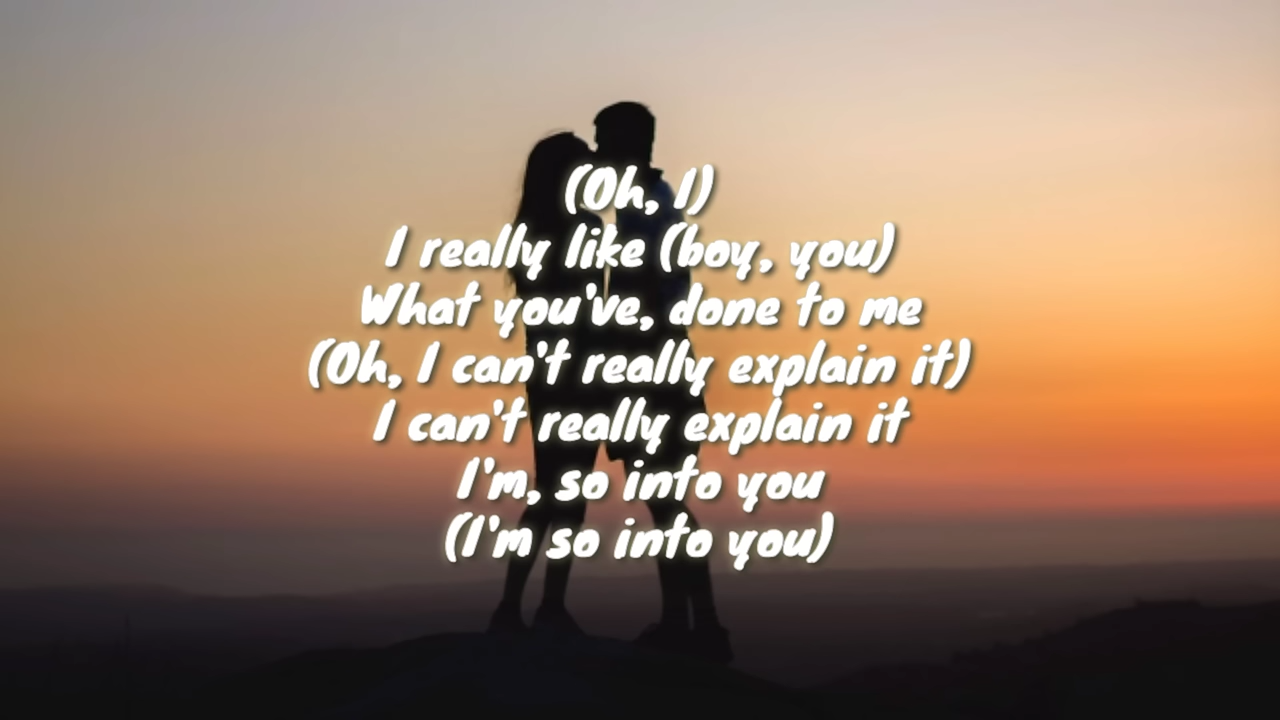 (Oh, I)
I really like (boy, you)
What you've, done to me
(Oh, I can't really explain it)
I can't really explain it
I'm, so into you
(I'm so into you)